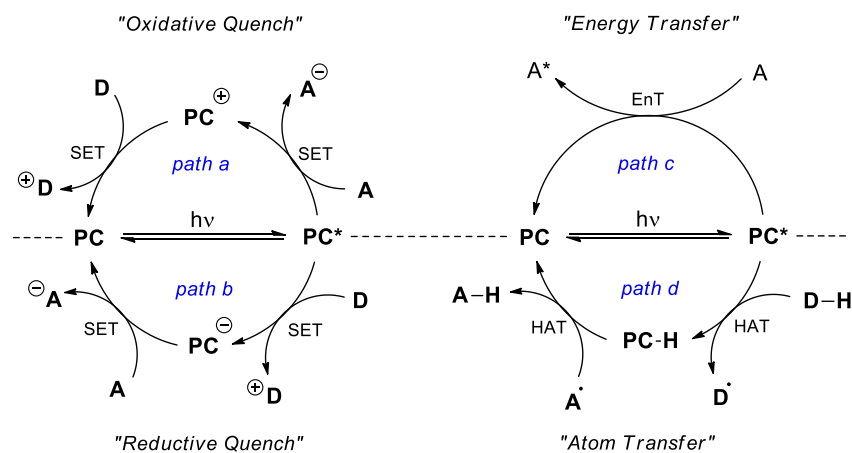 "Oxidative Quench"
"Energy Transfer"
D
PC⊕
A⊖
SET
SET
path a
⊕D
A
PC
hν
PC*
⊖A
path b
D
SET
SET
PC⊖
A
⊕D
"Reductive Quench"
A*
A
EnT
path c
PC
hν
PC*
A–H
path d
D–H
HAT
HAT
PC-H
A•
D•
"Atom Transfer"